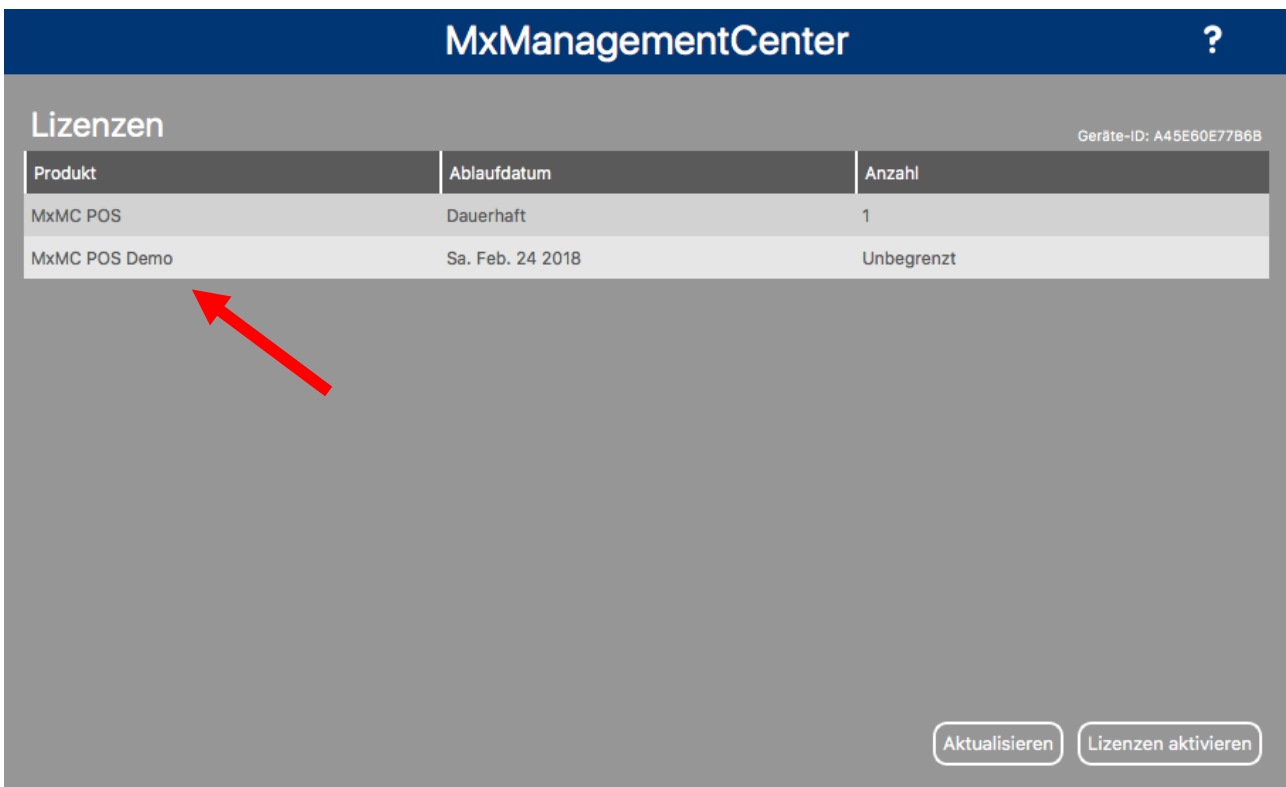 MxManagementCenter ?
Lizenzen
Geräte-ID: A45E60E77B6B
Produkt Ablaufdatum Anzahl
MxMC POS Dauerhaft 1
MxMC POS Demo Sa. Feb. 24 2018 Unbegrenzt
Aktualisieren Lizenzen aktivieren